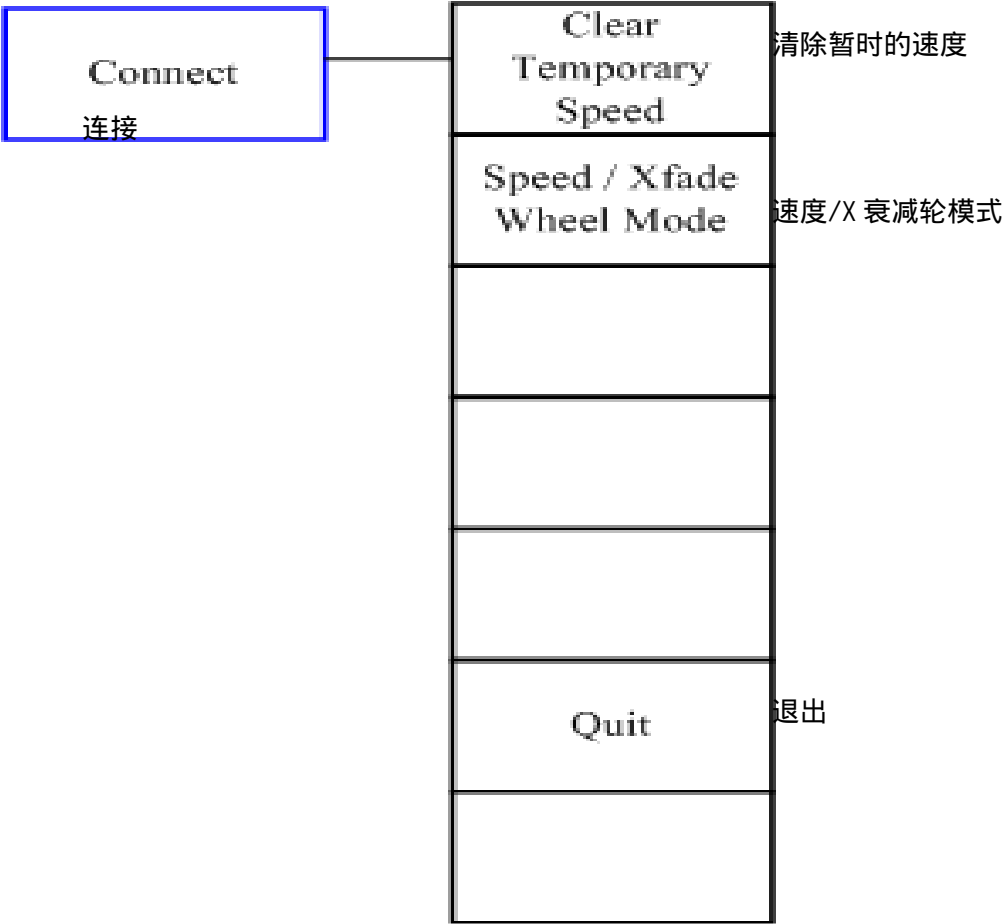 Connect
连接
Clear
Temporary
Speed
清除暂时的速度
Speed / Xfade
Wheel Mode
速度/X 衰减轮模式
Quit
退出